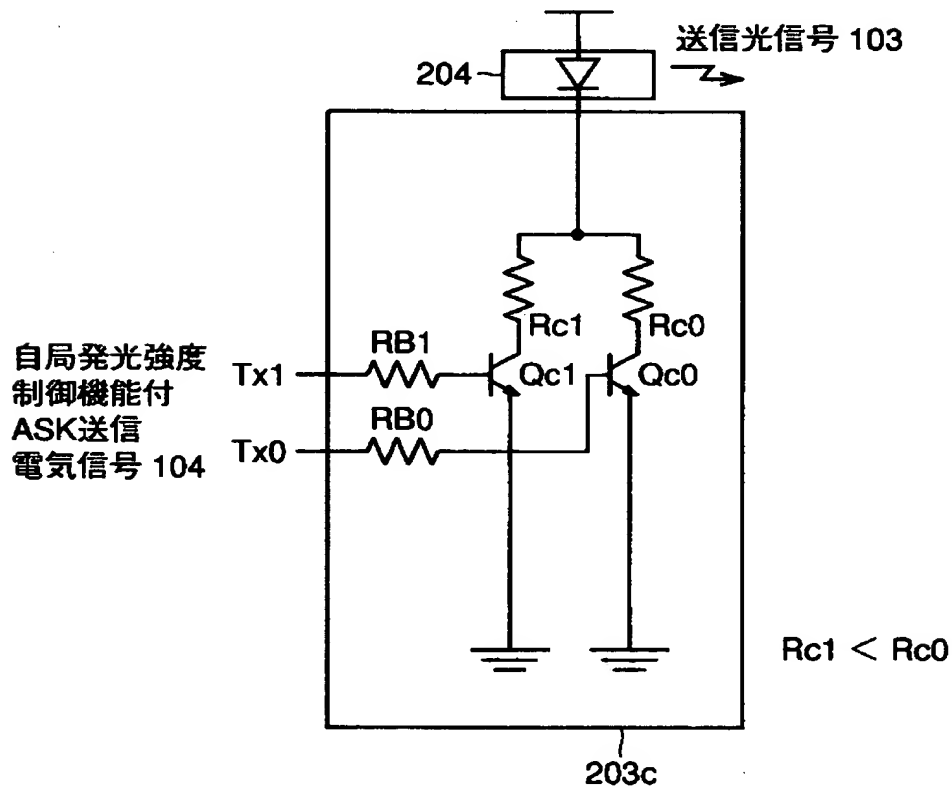 送信光信号 103
204
Rc1
Rc0
自局発光強度
制御機能付
ASK送信
電気信号 104
Tx1
RB1
Qc1
Qc0
Tx0
RB0
Rc1 < Rc0
203c